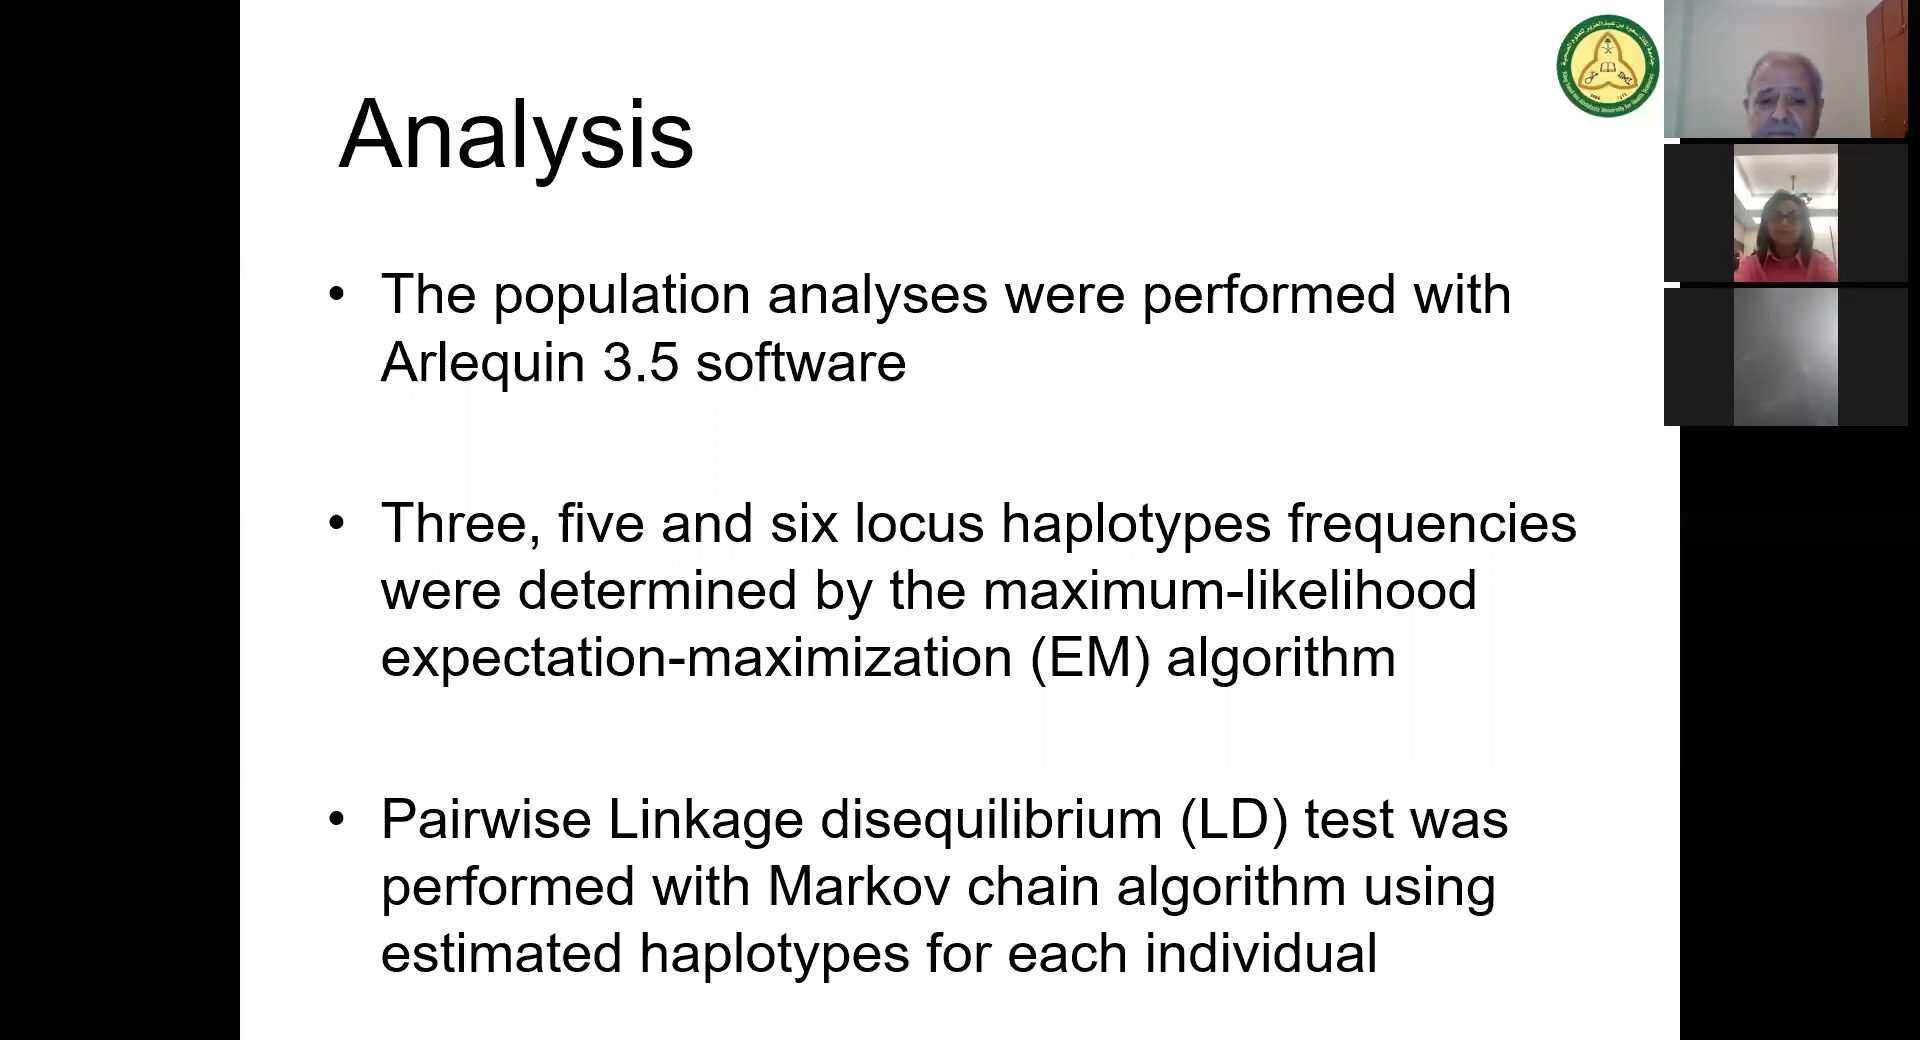 Analysis
• The population analyses were performed with
Arlequin 3.5 software
• Three, five and six locus haplotypes frequencies
were determined by the maximum-likelihood
expectation-maximization (EM) algorithm
• Pairwise Linkage disequilibrium (LD) test was
performed with Markov chain algorithm using
estimated haplotypes for each individual